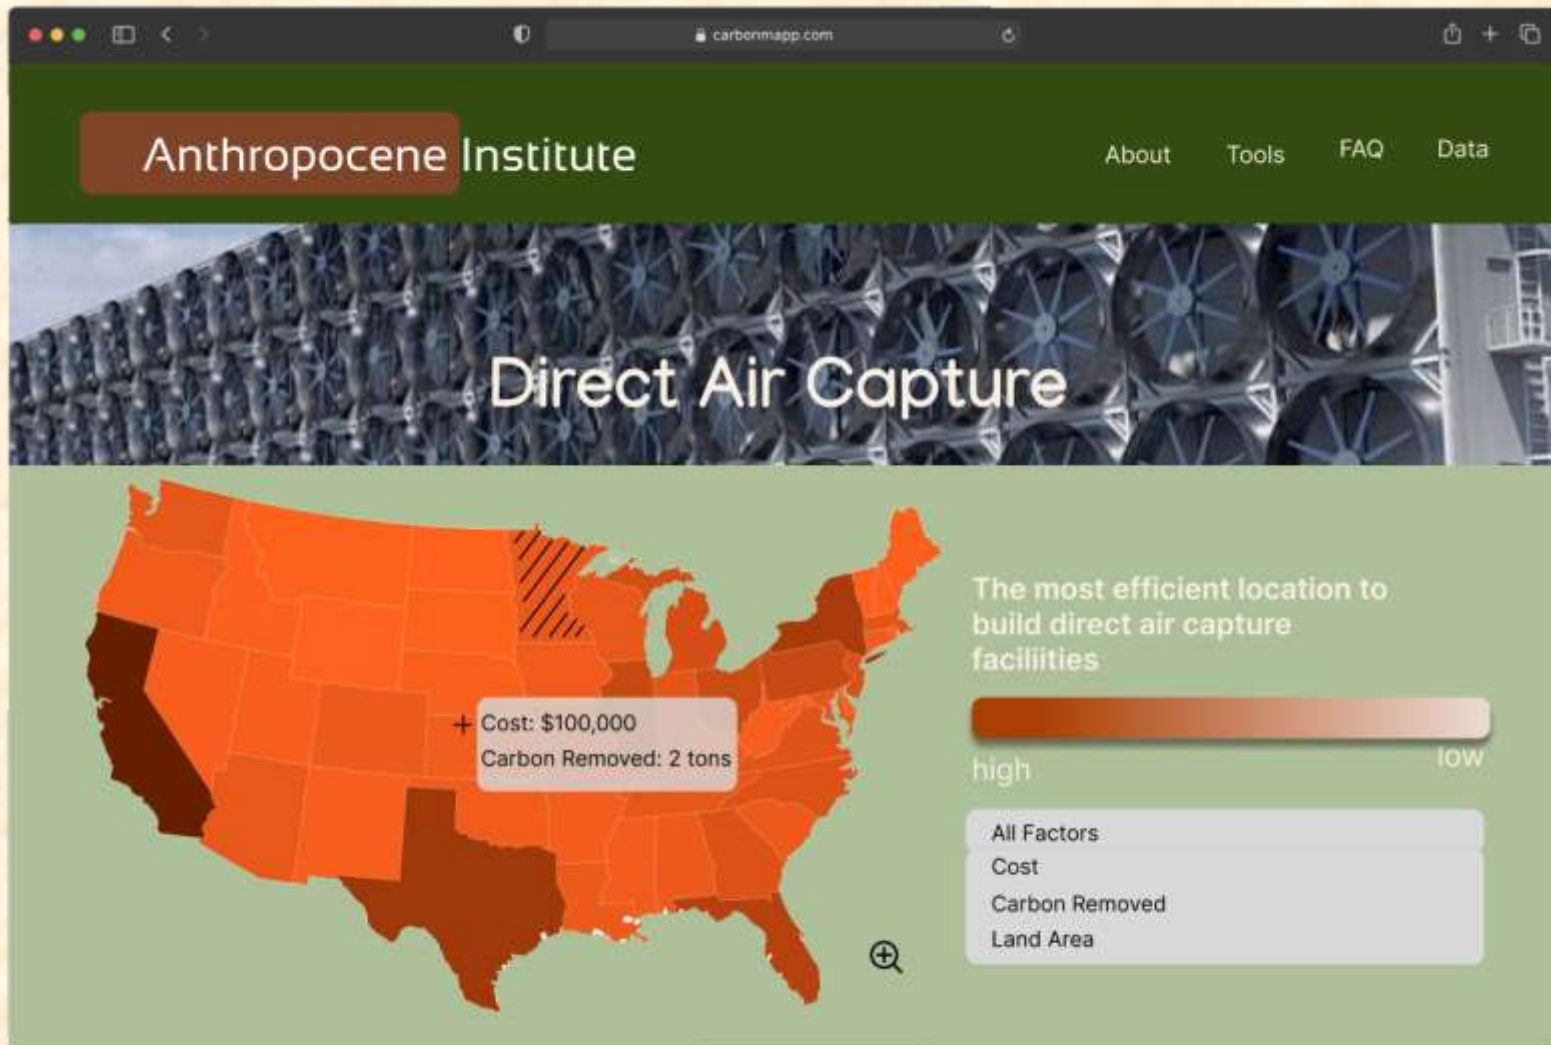 carbonmapp.com
Anthropocene Institute
About Tools FAQ Data
Direct Air Capture
The most efficient location to
build direct air capture
faciliities
high low
Cost: $100,000
Carbon Removed: 2 tons
All Factors
Cost
Carbon Removed
Land Area